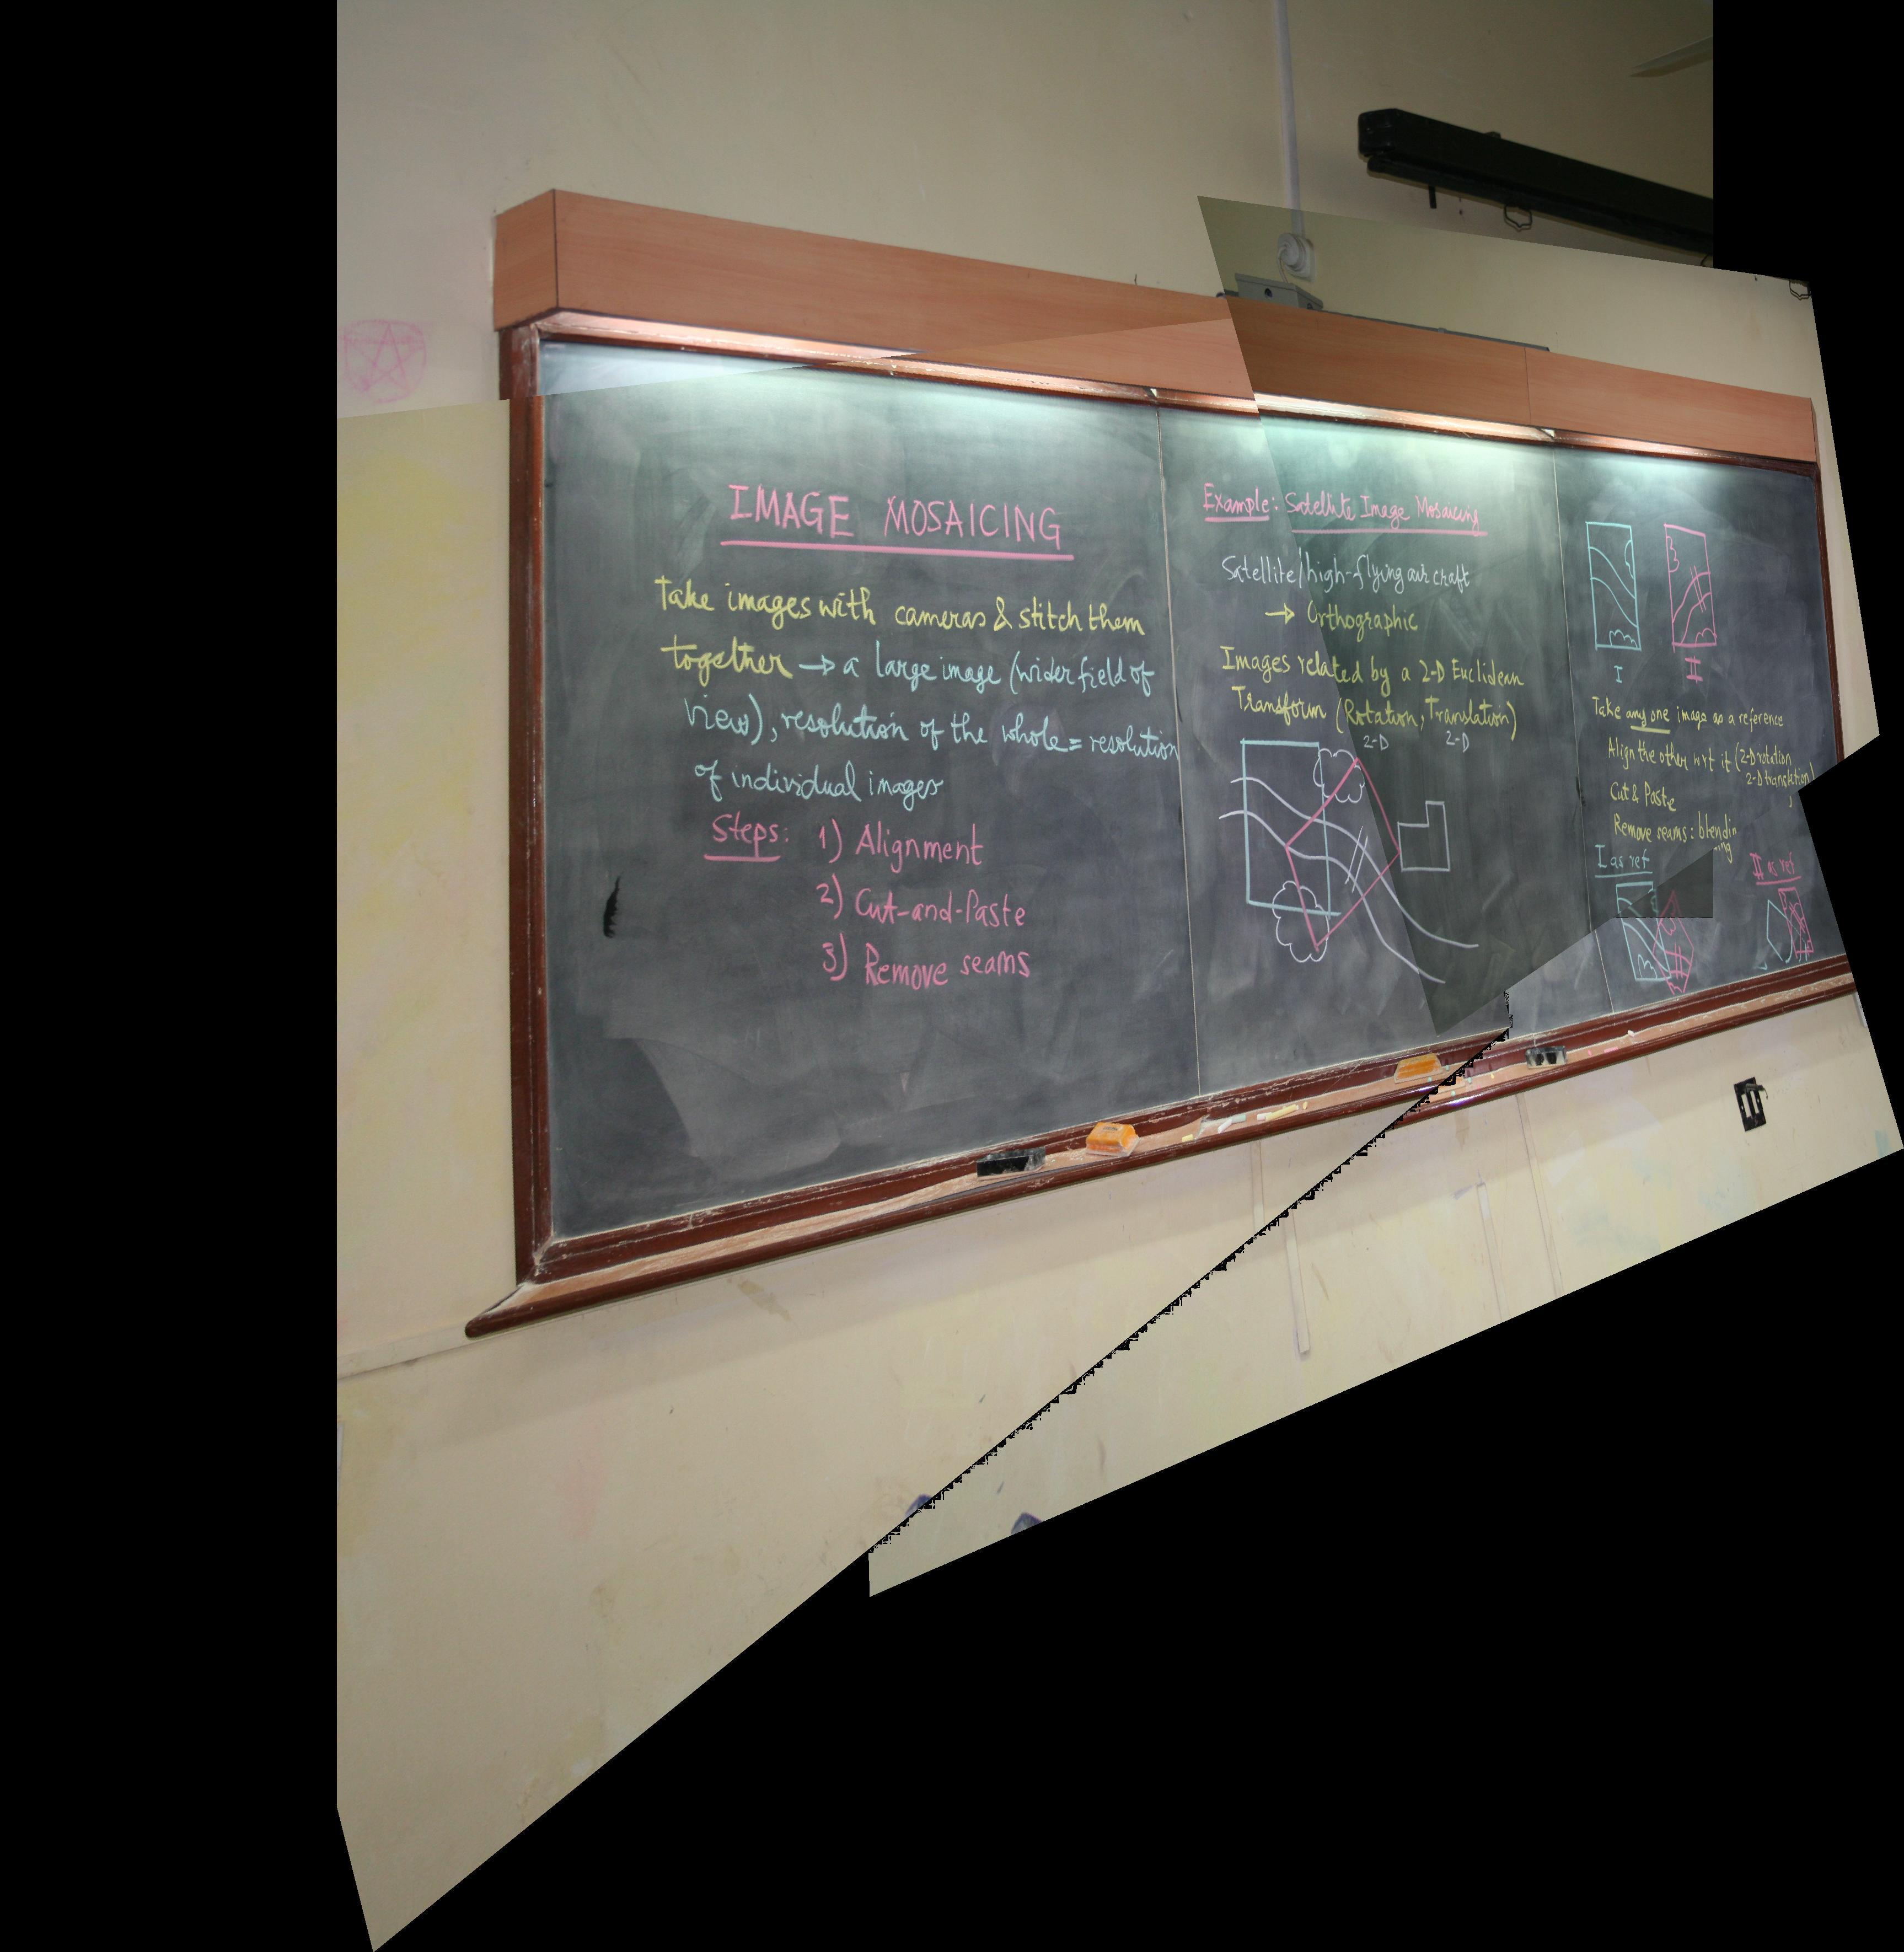 IMAGE MOSAICING
Take images with cameras & stitch them
together → a large image (wider field of
view), resolution of the whole = resolution
of individual images
Steps: 1) Alignment
2) Cut-and-Paste
3) Remove seams
Example: Satellite Image Mosaicing
Satellite/high-flying air craft
→ Orthographic
Images related by a 2-D Euclidean
Transform (Rotation, Translation)
2-D 2-D
I II
Take any one image as a reference
Align the other wrt it (2-D rotation,
2-D translation)
Cut & Paste
Remove seams: blending
I as ref II as ref